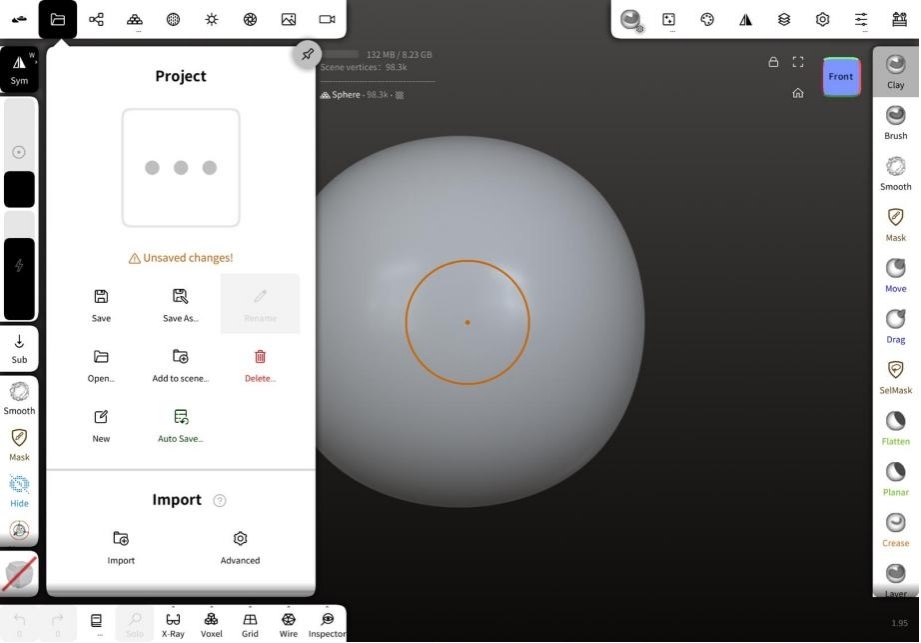 W
Sym
Project
132 MB / 8.23 GB
Scene vertices: 98.3k
Sphere - 98.3k -
Front
Unsaved changes!
Save
Save As...
Rename
Open...
Add to scene...
Delete...
New
Auto Save...
Import ?
Import
Advanced
Sub
Smooth
Mask
Hide
Clay
Brush
Smooth
Mask
Move
Drag
SelMask
Flatten
Planar
Crease
Layer
0
0
...
Solo
X-Ray
Voxel
Grid
Wire
Inspector
1.95